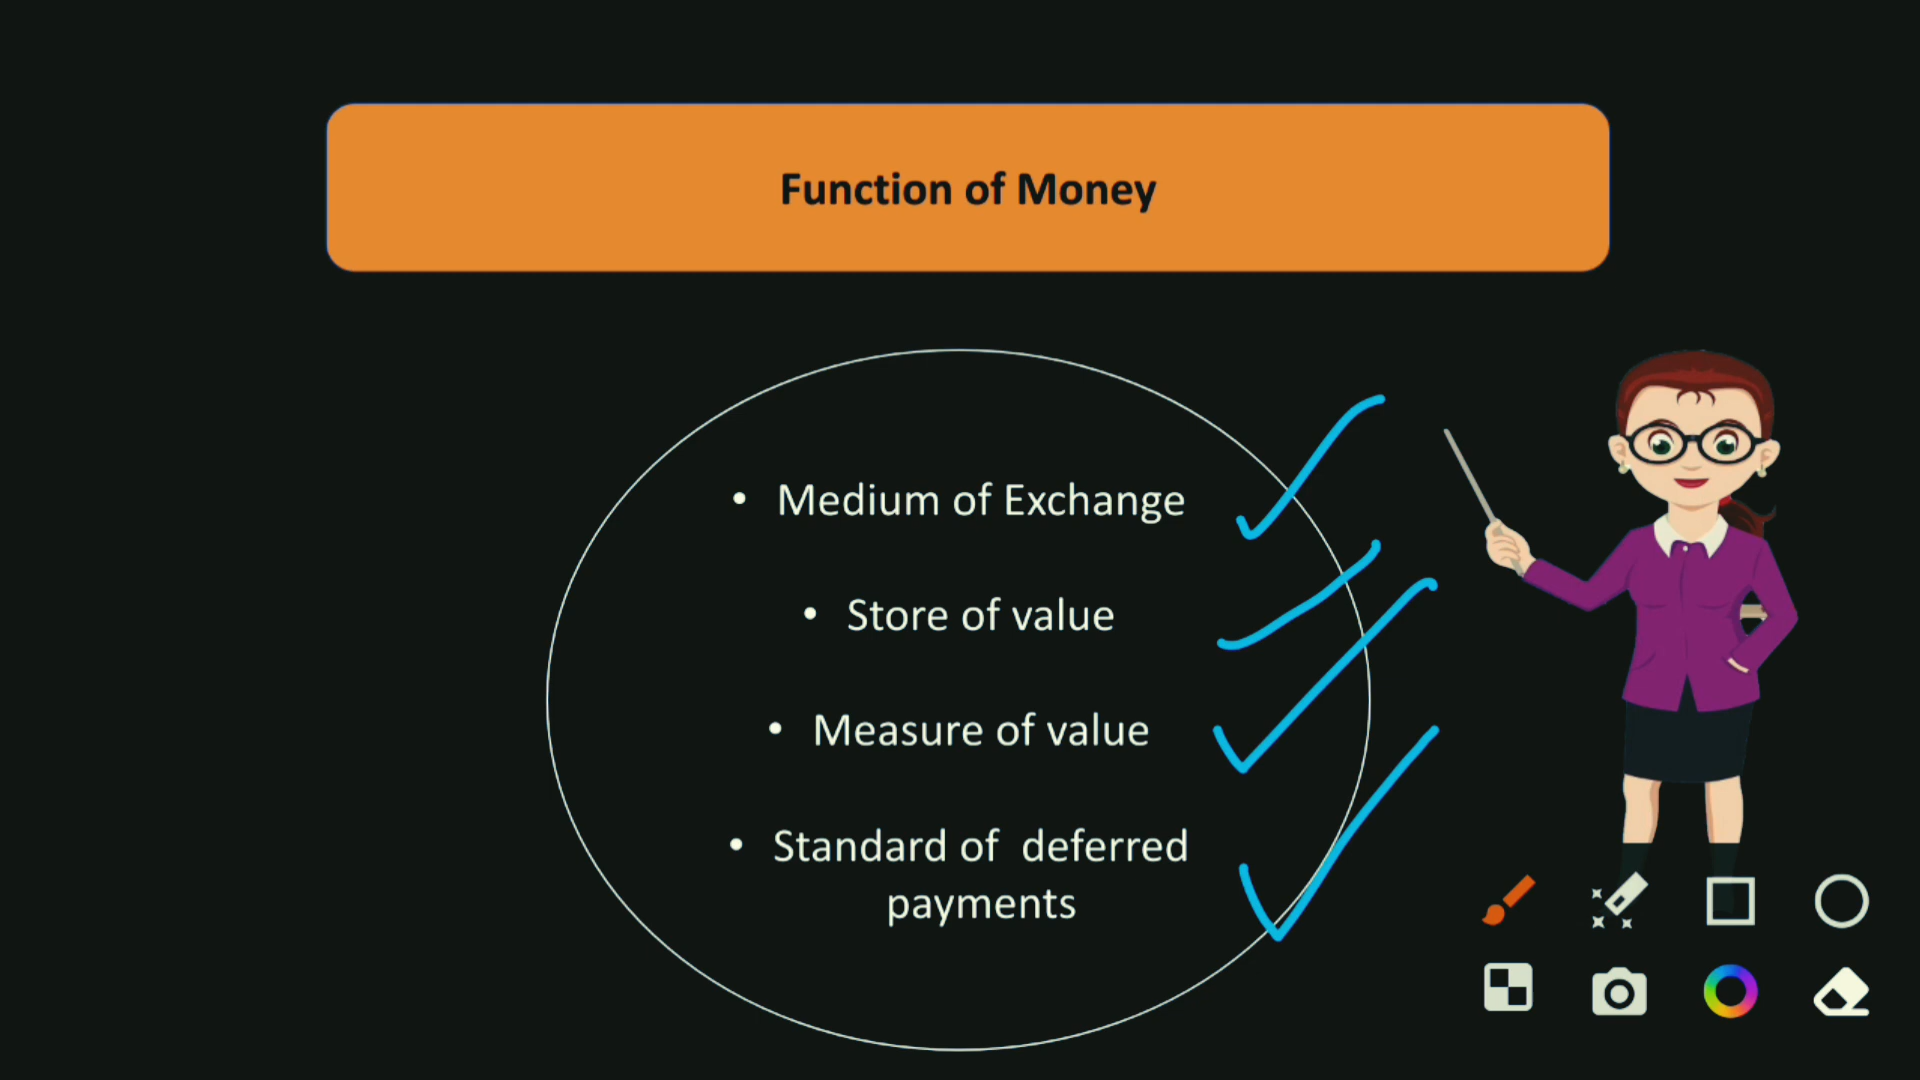 Function of Money
• Medium of Exchange
• Store of value
• Measure of value
• Standard of  deferred
payments